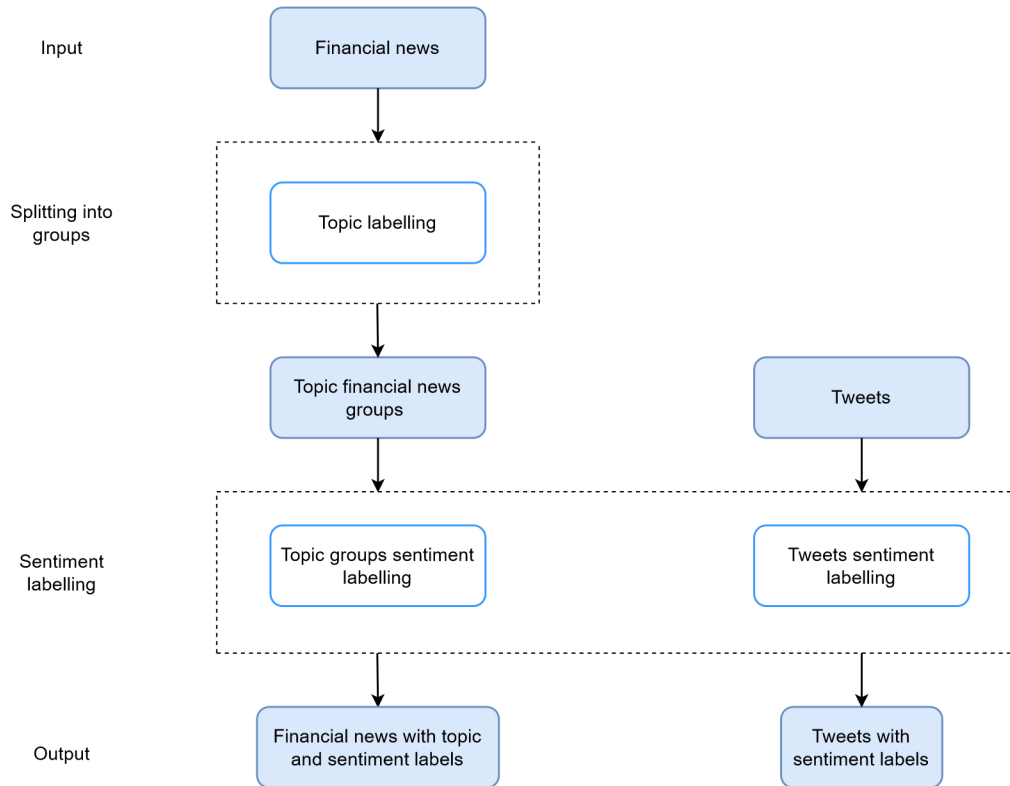 Input
Financial news
Splitting into
groups
Topic labelling
Topic financial news
groups
Tweets
Sentiment
labelling
Topic groups sentiment
labelling
Tweets sentiment
labelling
Output
Financial news with topic
and sentiment labels
Tweets with
sentiment labels